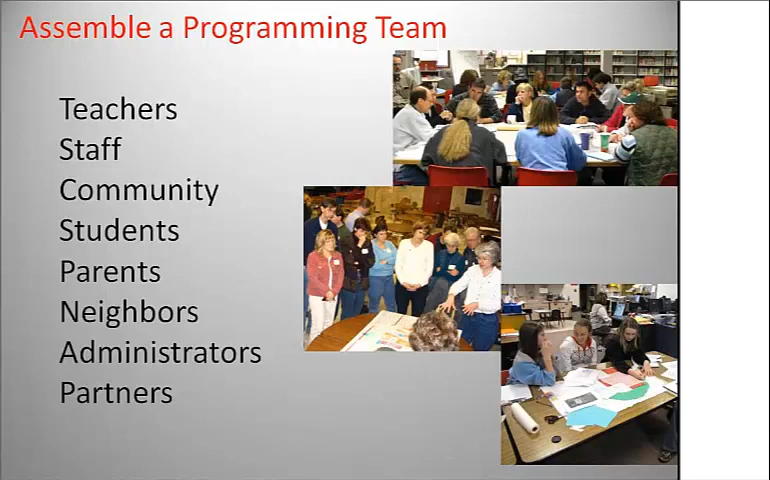 Assemble a Programming Team
Teachers
Staff
Community
Students
Parents
Neighbors
Administrators
Partners